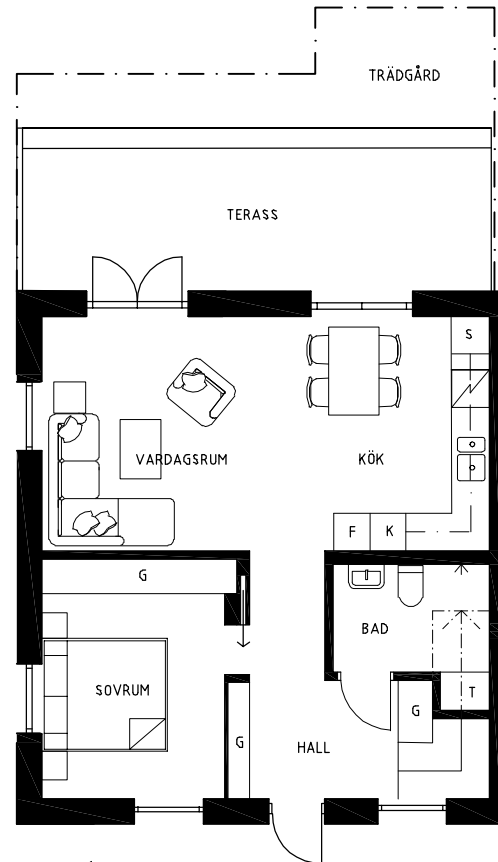 TRÄDGÅRD
TERASS
S
VARDAGSRUM
KÖK
F K
G
BAD
SOVRUM
T
G
G
HALL